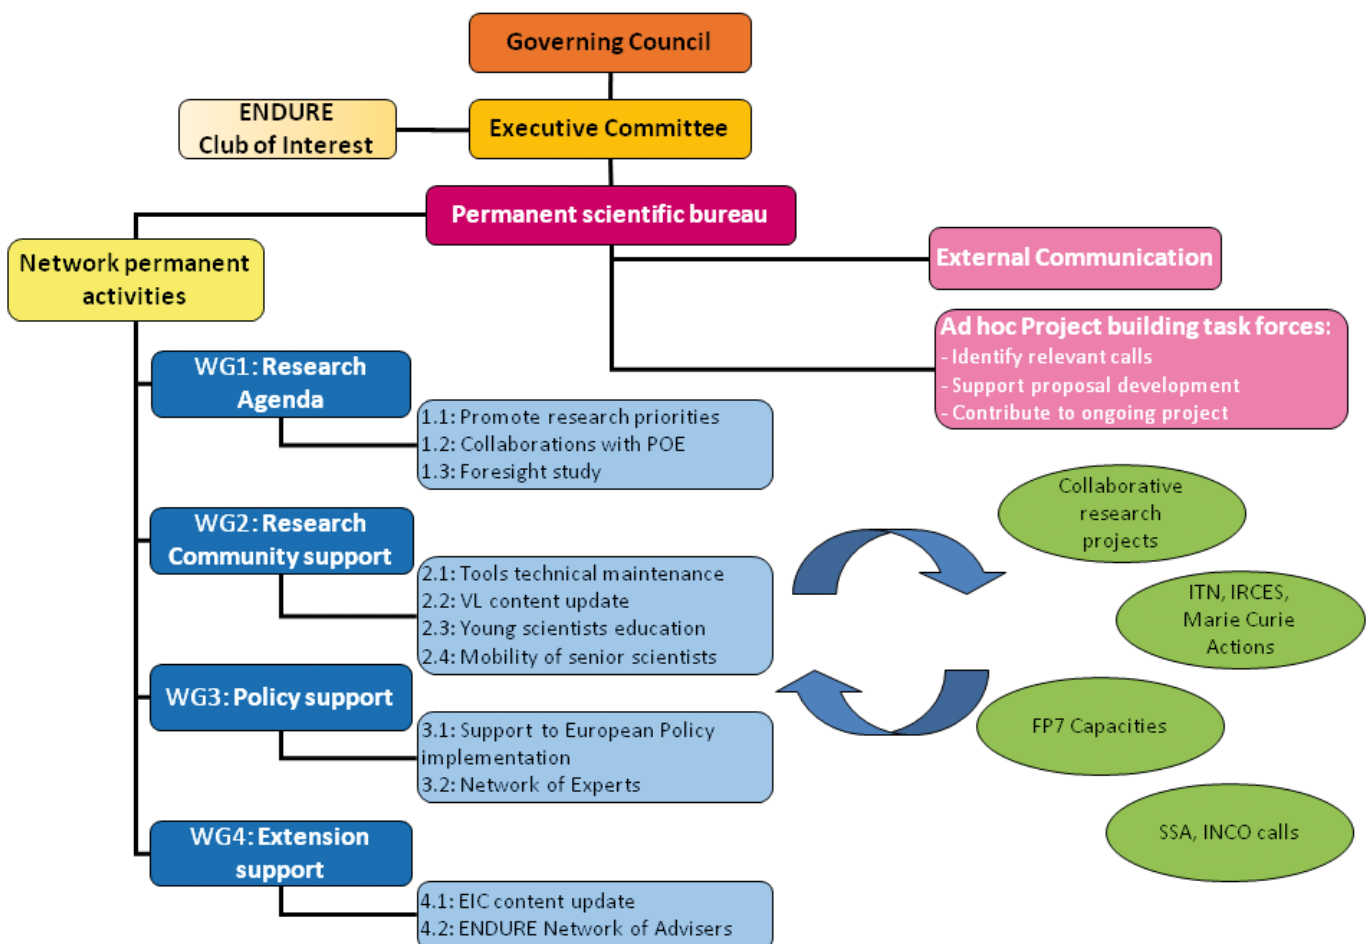 Governing Council
ENDURE
Club of Interest
Executive Committee
Permanent scientific bureau
Network permanent
activities
External Communication
Ad hoc Project building task forces:
- Identify relevant calls
- Support proposal development
- Contribute to ongoing project
WG1: Research
Agenda
1.1: Promote research priorities
1.2: Collaborations with POE
1.3: Foresight study
WG2: Research
Community support
2.1: Tools technical maintenance
2.2: VL content update
2.3: Young scientists education
2.4: Mobility of senior scientists
WG3: Policy support
3.1: Support to European Policy
implementation
3.2: Network of Experts
WG4: Extension
support
4.1: EIC content update
4.2: ENDURE Network of Advisers
Collaborative
research
projects
ITN, IRCES,
Marie Curie
Actions
FP7 Capacities
SSA, INCO calls